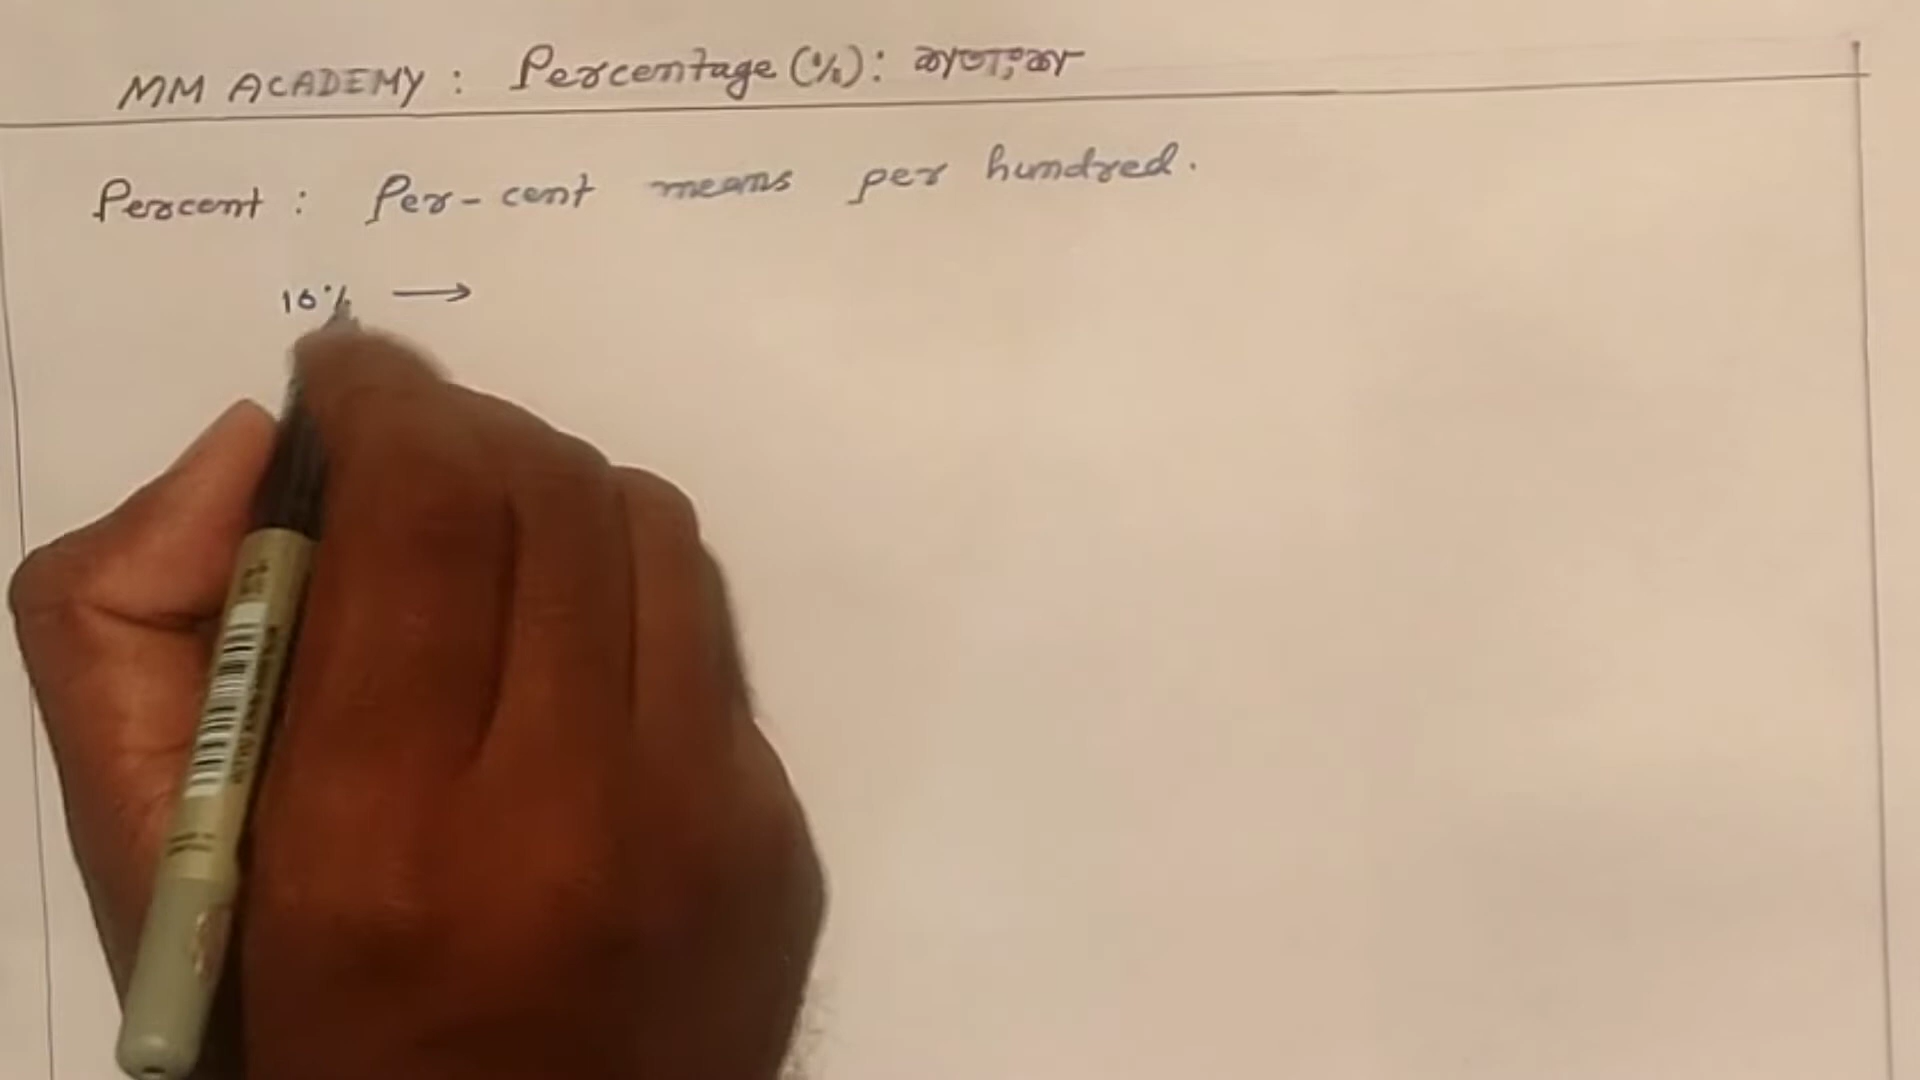 MM ACADEMY : Percentage (%) : শতাংশ
Percent : Per-cent means per hundred.
10% →